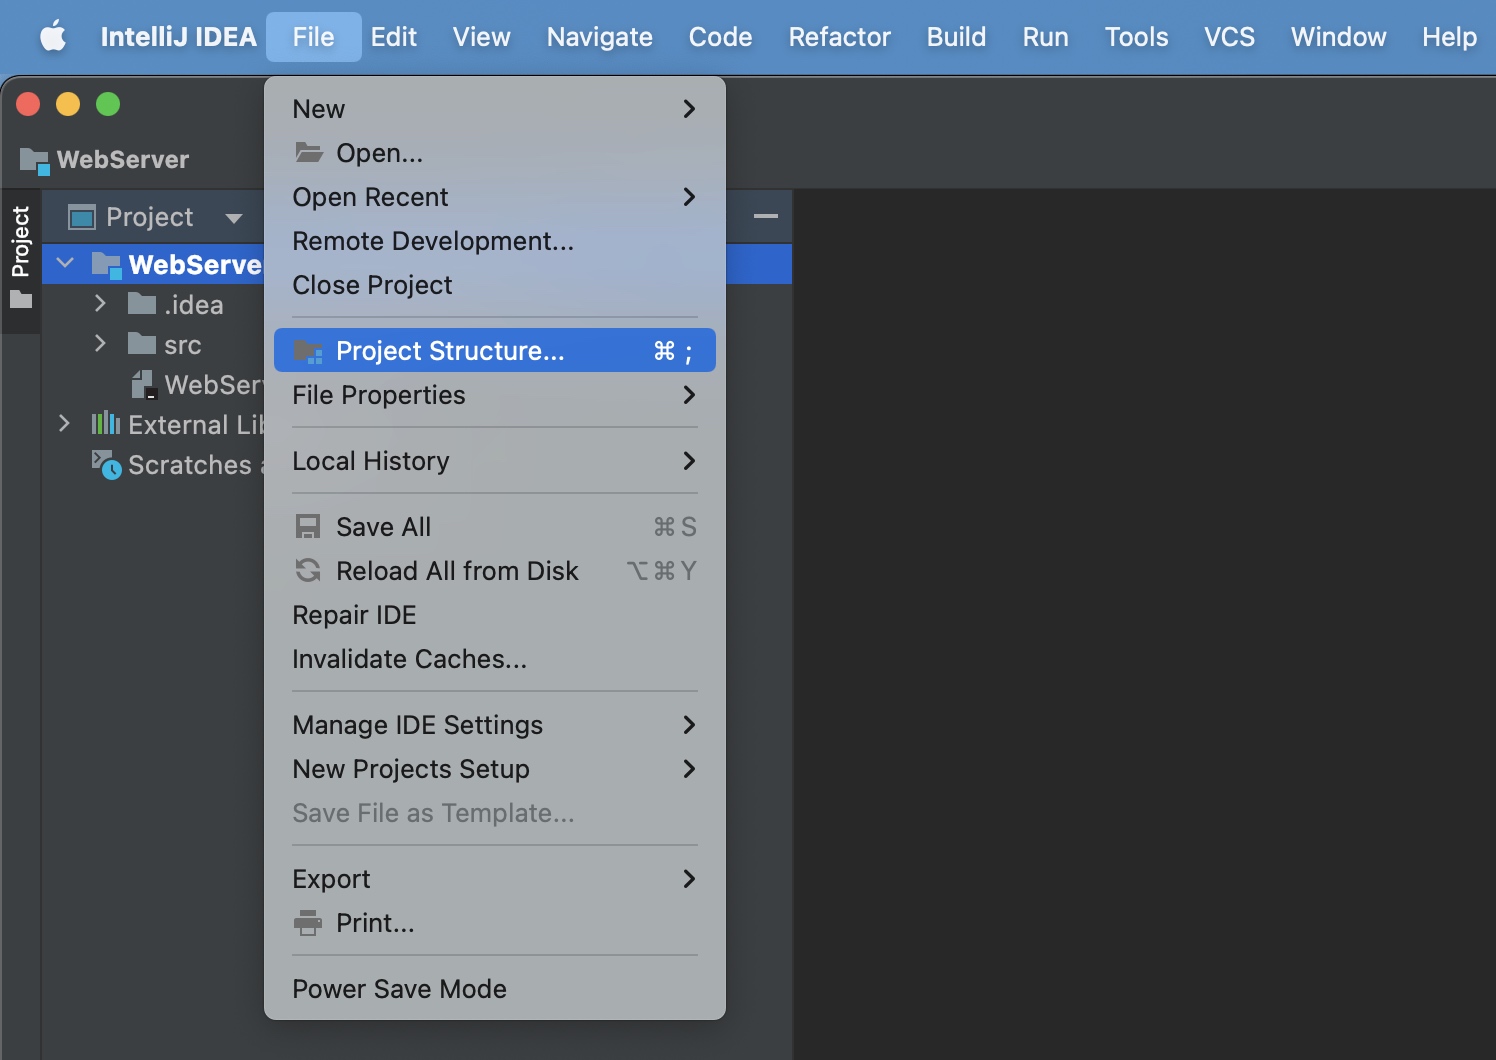 IntelliJ IDEA File Edit View Navigate Code Refactor Build Run Tools VCS Window Help
WebServer
Project
Project
WebServe
.idea
src
WebSer
External Lib
Scratches
New
Open...
Open Recent
Remote Development...
Close Project
Project Structure... ⌘ ;
File Properties
Local History
Save All ⌘ S
Reload All from Disk ⌥ ⌘ Y
Repair IDE
Invalidate Caches...
Manage IDE Settings
New Projects Setup
Save File as Template...
Export
Print...
Power Save Mode